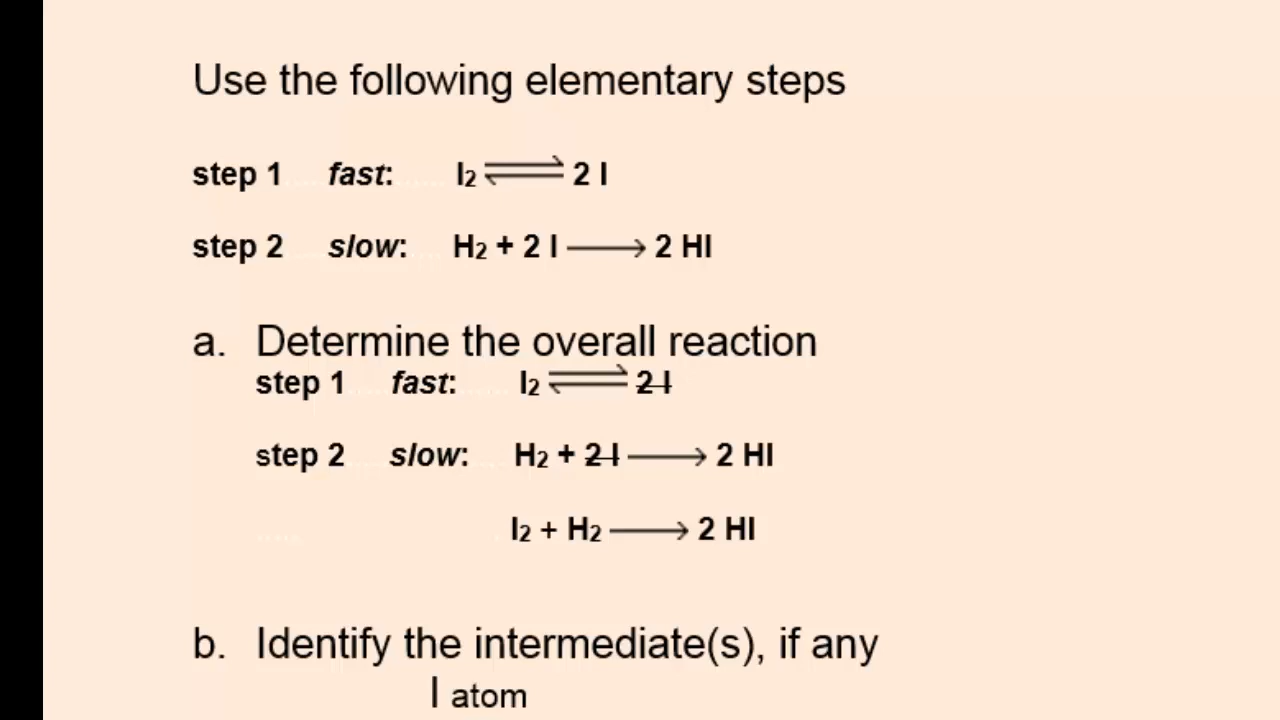 Use the following elementary steps
step 1 fast: I2 ⇌ 2 I
step 2 slow: H2 + 2 I ⟶ 2 HI
a. Determine the overall reaction
step 1 fast: I2 ⇌ 2 I
step 2 slow: H2 + 2 I ⟶ 2 HI
I2 + H2 ⟶ 2 HI
b. Identify the intermediate(s), if any
I atom